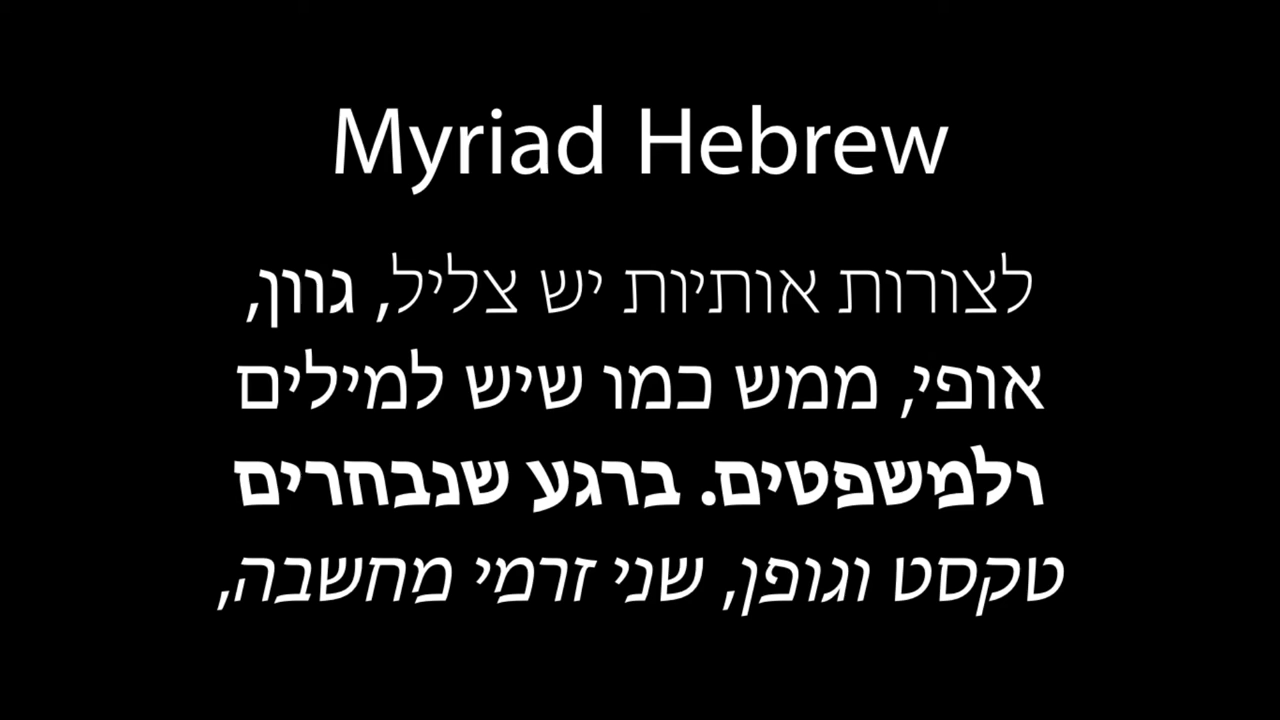 Myriad Hebrew
לצורות אותיות יש צליל, גוון,
אופי, ממש כמו שיש למילים
ולמשפטים. ברגע שנבחרים
טקסט וגופן, שני זרמי מחשבה,